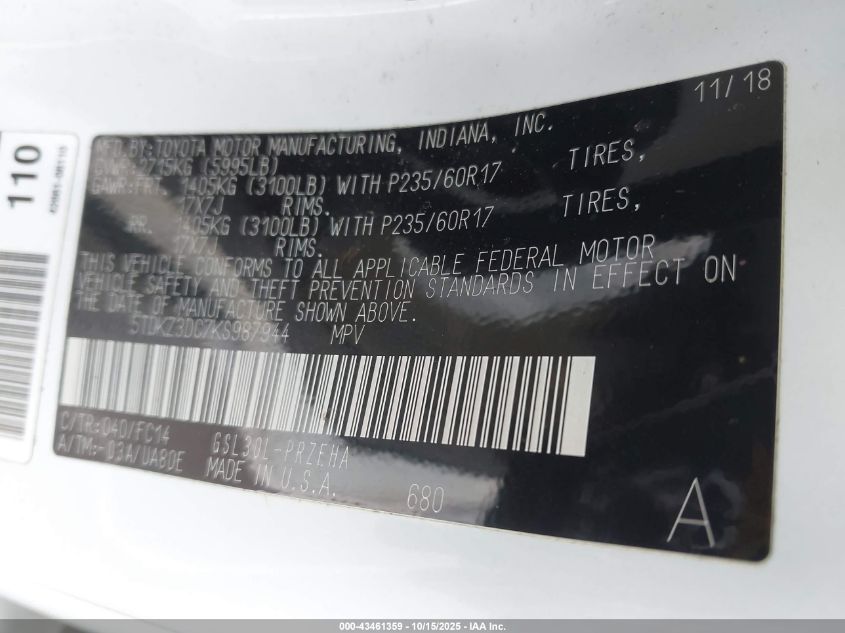 11/18
MFD.BY:TOYOTA MOTOR MANUFACTURING, INDIANA, INC.
GVWR:2715KG (5995LB)
GAWR:FRT. 1405KG (3100LB) WITH P235/60R17 TIRES,
17X7J RIMS.
RR. 1405KG (3100LB) WITH P235/60R17 TIRES,
17X7J RIMS.
THIS VEHICLE CONFORMS TO ALL APPLICABLE FEDERAL MOTOR
VEHICLE SAFETY AND THEFT PREVENTION STANDARDS IN EFFECT ON
THE DATE OF MANUFACTURE SHOWN ABOVE.
5TDKZ3DC7KS987944 MPV
C/TR:040/FC14 GSL30L-PRZEHA
A/TM:-03A/UA80E MADE IN U.S.A. 680
A
110
000-43461359 - 10/15/2025 - IAA Inc.